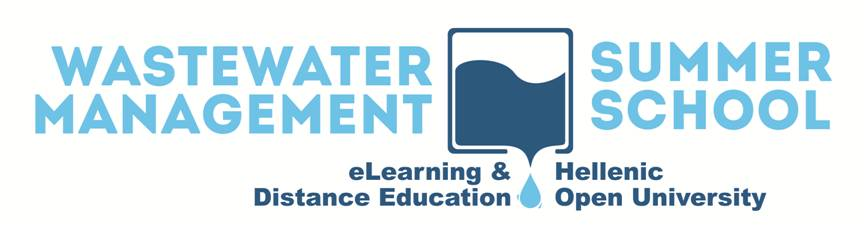 WASTEWATER
MANAGEMENT
SUMMER
SCHOOL
eLearning &
Distance Education
Hellenic
Open University